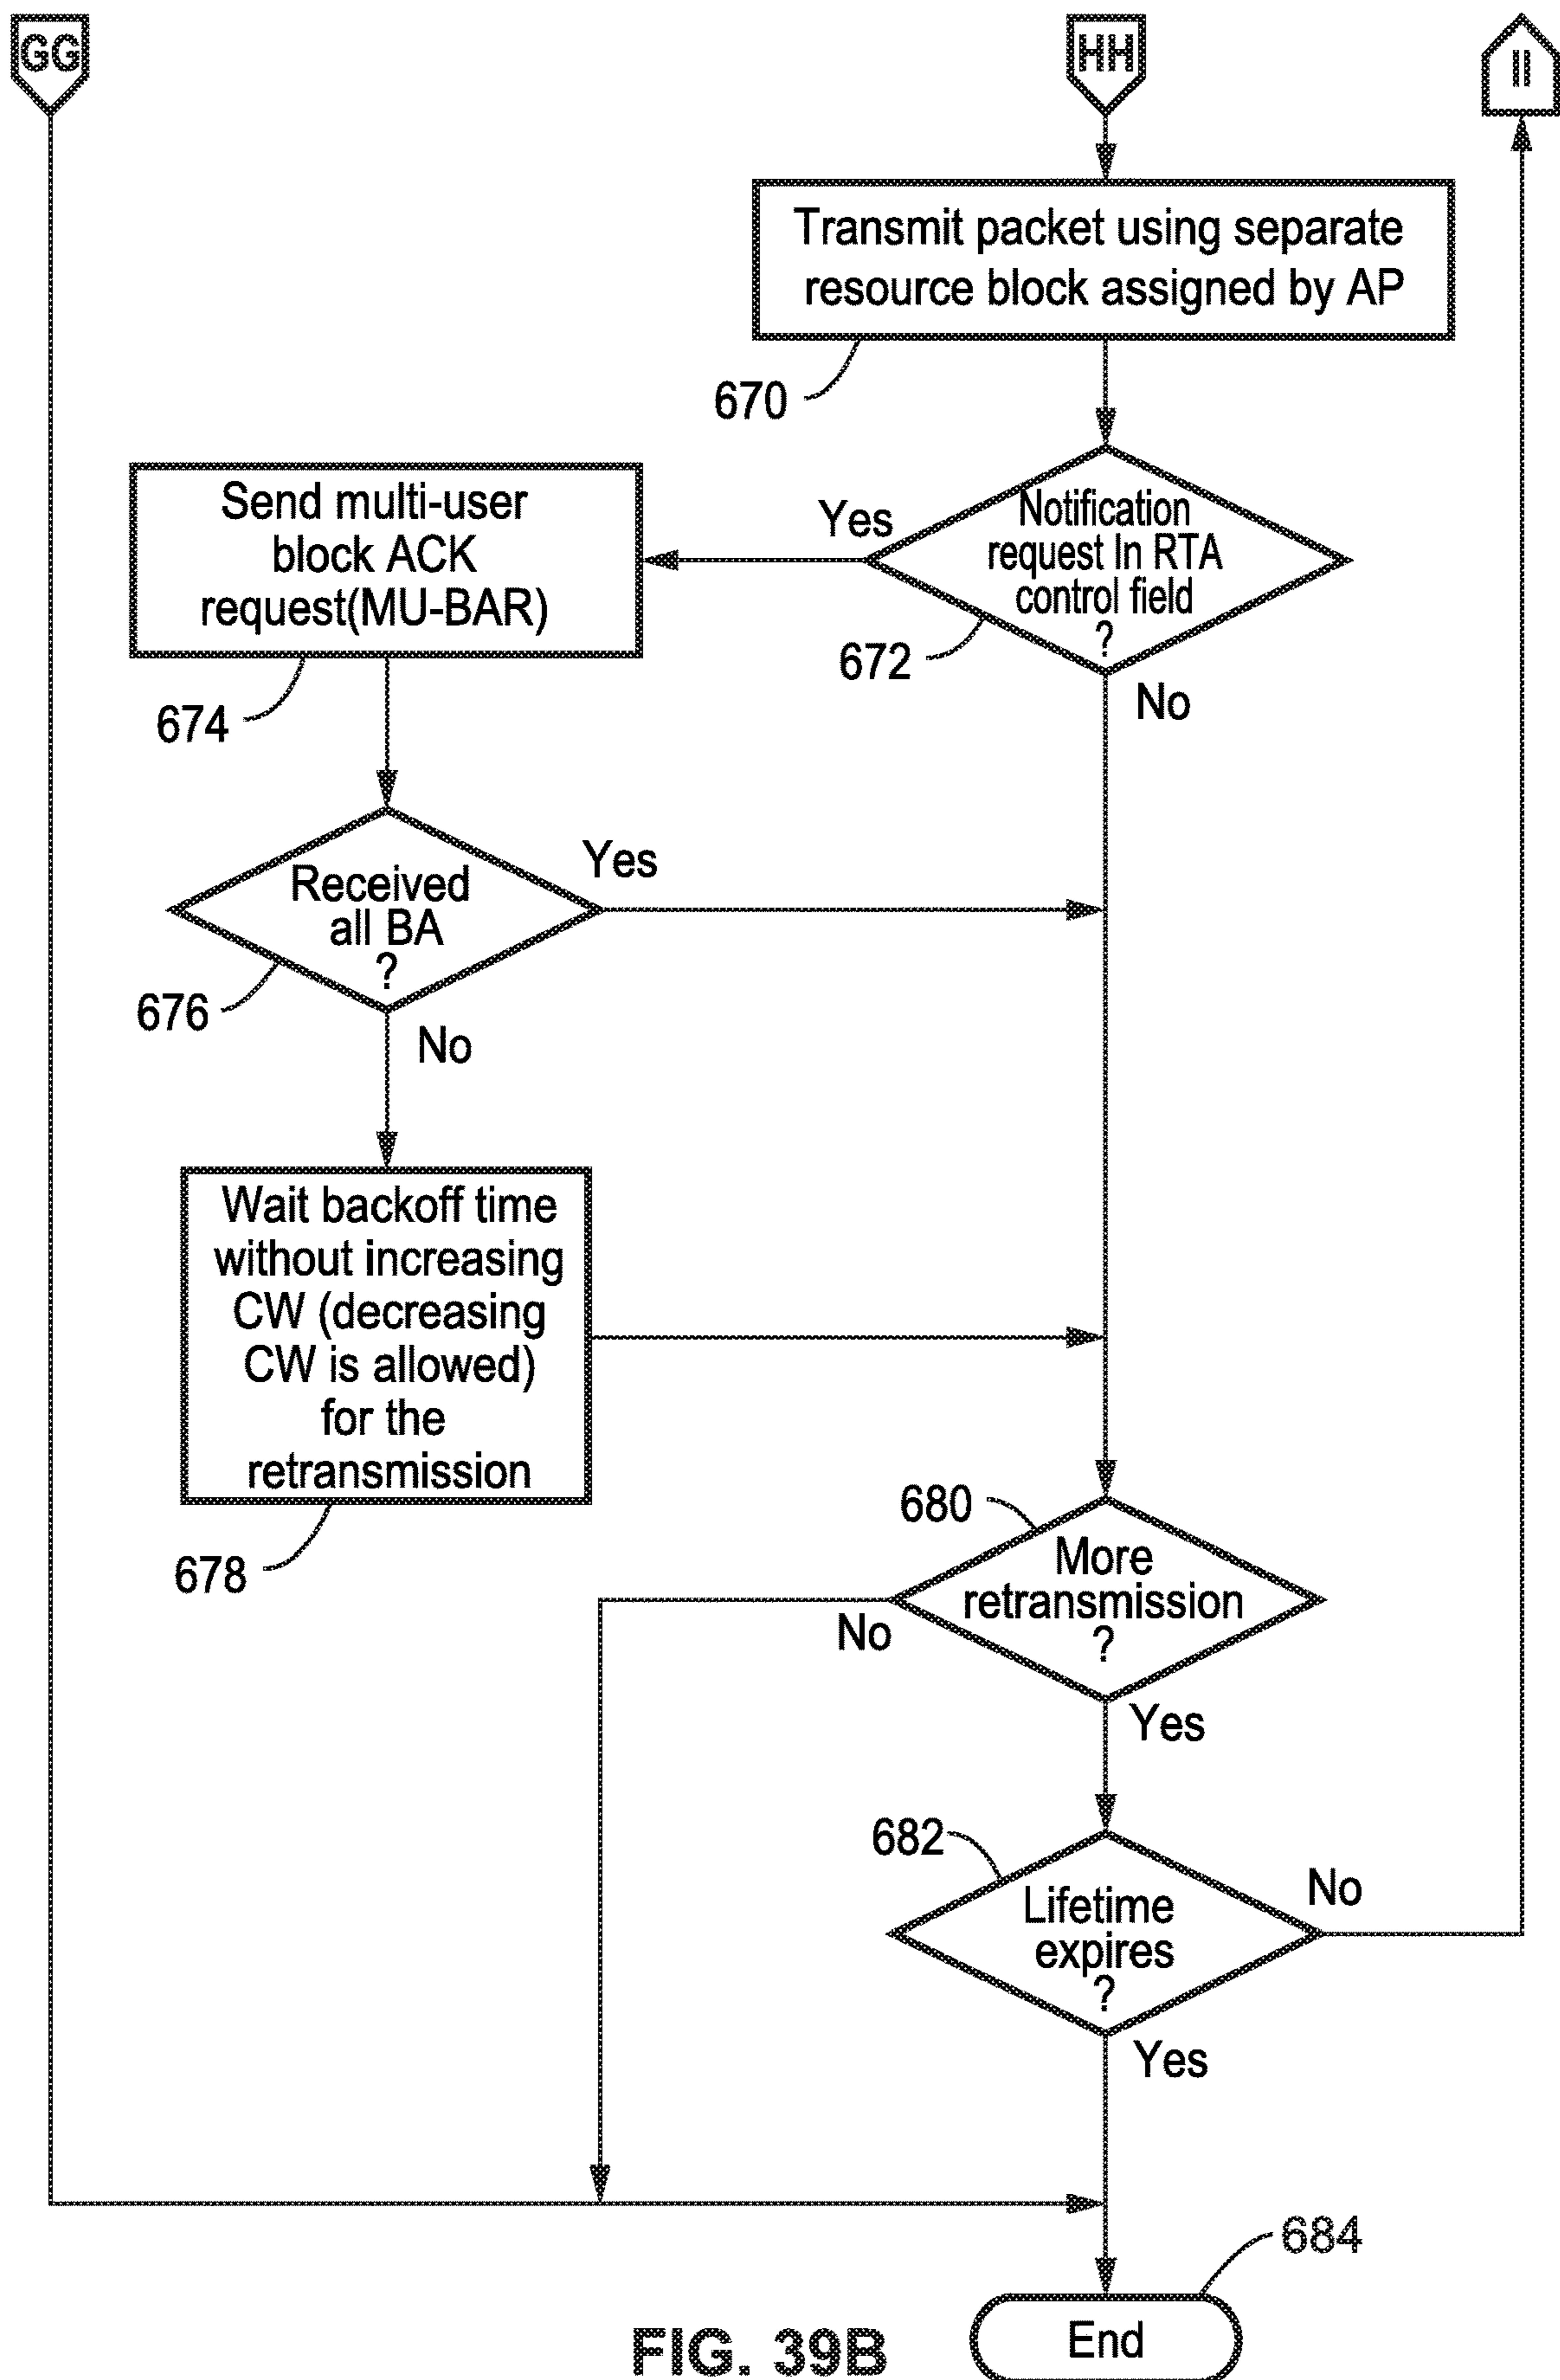 GG
HH
II
Transmit packet using separate
resource block assigned by AP
670
Notification
request In RTA
control field
?
Yes
672
No
Send multi-user
block ACK
request(MU-BAR)
674
Received
all BA
?
Yes
676
No
Wait backoff time
without increasing
CW (decreasing
CW is allowed)
for the
retransmission
678
680
More
retransmission
?
No
Yes
682
Lifetime
expires
?
No
Yes
684
End
FIG. 39B